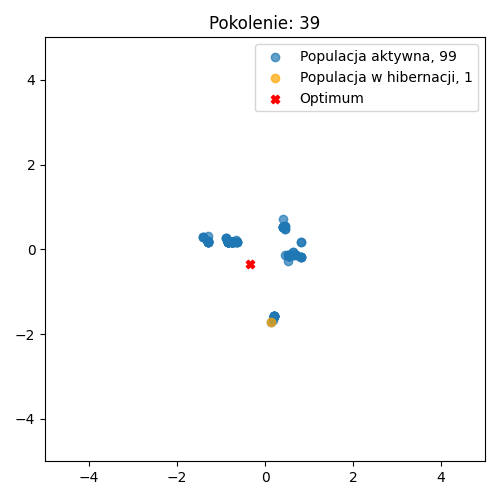 Pokolenie: 39
Populacja aktywna, 99
Populacja w hibernacji, 1
Optimum
4
2
0
−2
−4
−4
−2
0
2
4